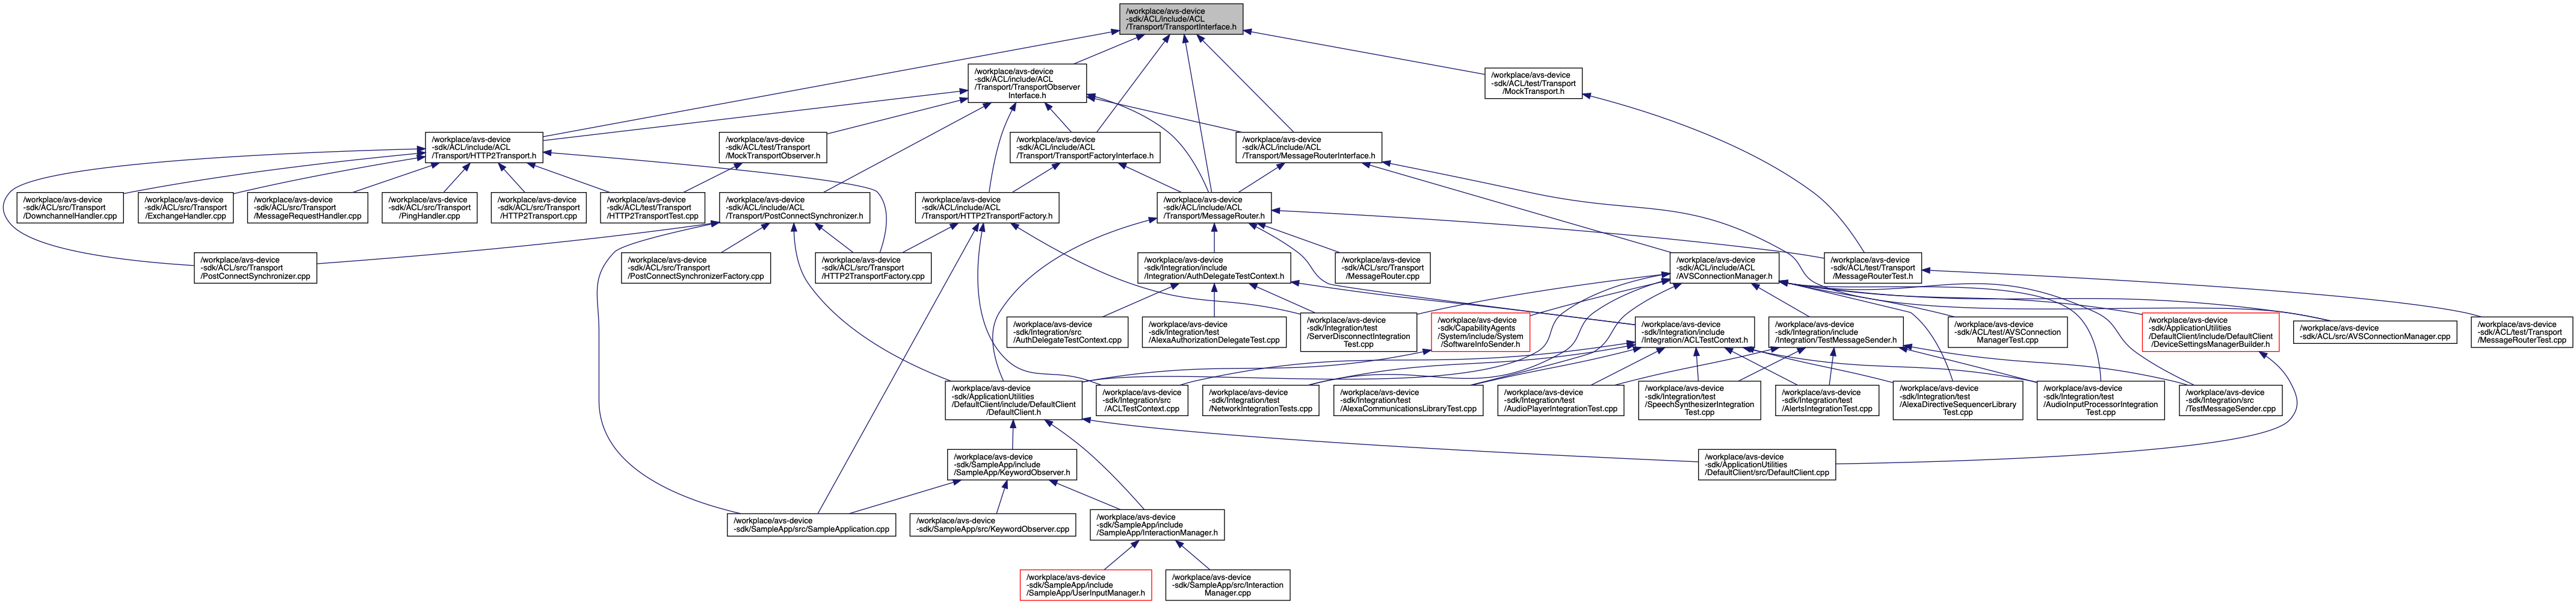 /workplace/avs-device
-sdk/ACL/include/ACL
/Transport/TransportInterface.h
/workplace/avs-device
-sdk/ACL/include/ACL
/Transport/TransportObserver
Interface.h
/workplace/avs-device
-sdk/ACL/test/Transport
/MockTransport.h
/workplace/avs-device
-sdk/ACL/include/ACL
/Transport/HTTP2Transport.h
/workplace/avs-device
-sdk/ACL/test/Transport
/MockTransportObserver.h
/workplace/avs-device
-sdk/ACL/include/ACL
/Transport/TransportFactoryInterface.h
/workplace/avs-device
-sdk/ACL/include/ACL
/Transport/MessageRouterInterface.h
/workplace/avs-device
-sdk/ACL/src/Transport
/DownchannelHandler.cpp
/workplace/avs-device
-sdk/ACL/src/Transport
/ExchangeHandler.cpp
/workplace/avs-device
-sdk/ACL/src/Transport
/MessageRequestHandler.cpp
/workplace/avs-device
-sdk/ACL/src/Transport
/PingHandler.cpp
/workplace/avs-device
-sdk/ACL/src/Transport
/HTTP2Transport.cpp
/workplace/avs-device
-sdk/ACL/test/Transport
/HTTP2TransportTest.cpp
/workplace/avs-device
-sdk/ACL/include/ACL
/Transport/PostConnectSynchronizer.h
/workplace/avs-device
-sdk/ACL/include/ACL
/Transport/HTTP2TransportFactory.h
/workplace/avs-device
-sdk/ACL/include/ACL
/Transport/MessageRouter.h
/workplace/avs-device
-sdk/ACL/src/Transport
/PostConnectSynchronizer.cpp
/workplace/avs-device
-sdk/ACL/src/Transport
/PostConnectSynchronizerFactory.cpp
/workplace/avs-device
-sdk/ACL/src/Transport
/HTTP2TransportFactory.cpp
/workplace/avs-device
-sdk/Integration/include
/Integration/AuthDelegateTestContext.h
/workplace/avs-device
-sdk/ACL/src/Transport
/MessageRouter.cpp
/workplace/avs-device
-sdk/ACL/include/ACL
/AVSConnectionManager.h
/workplace/avs-device
-sdk/ACL/test/Transport
/MessageRouterTest.h
/workplace/avs-device
-sdk/Integration/src
/AuthDelegateTestContext.cpp
/workplace/avs-device
-sdk/Integration/test
/AlexaAuthorizationDelegateTest.cpp
/workplace/avs-device
-sdk/Integration/test
/ServerDisconnectIntegration
Test.cpp
/workplace/avs-device
-sdk/CapabilityAgents
/System/include/System
/SoftwareInfoSender.h
/workplace/avs-device
-sdk/Integration/include
/Integration/ACLTestContext.h
/workplace/avs-device
-sdk/Integration/include
/Integration/TestMessageSender.h
/workplace/avs-device
-sdk/ACL/test/AVSConnection
ManagerTest.cpp
/workplace/avs-device
-sdk/ApplicationUtilities
/DefaultClient/include/DefaultClient
/DeviceSettingsManagerBuilder.h
/workplace/avs-device
-sdk/ACL/src/AVSConnectionManager.cpp
/workplace/avs-device
-sdk/ACL/test/Transport
/MessageRouterTest.cpp
/workplace/avs-device
-sdk/ApplicationUtilities
/DefaultClient/include/DefaultClient
/DefaultClient.h
/workplace/avs-device
-sdk/Integration/src
/ACLTestContext.cpp
/workplace/avs-device
-sdk/Integration/test
/NetworkIntegrationTests.cpp
/workplace/avs-device
-sdk/Integration/test
/AlexaCommunicationsLibraryTest.cpp
/workplace/avs-device
-sdk/Integration/test
/AudioPlayerIntegrationTest.cpp
/workplace/avs-device
-sdk/Integration/test
/SpeechSynthesizerIntegration
Test.cpp
/workplace/avs-device
-sdk/Integration/test
/AlertsIntegrationTest.cpp
/workplace/avs-device
-sdk/Integration/test
/AlexaDirectiveSequencerLibrary
Test.cpp
/workplace/avs-device
-sdk/Integration/test
/AudioInputProcessorIntegration
Test.cpp
/workplace/avs-device
-sdk/Integration/src
/TestMessageSender.cpp
/workplace/avs-device
-sdk/SampleApp/include
/SampleApp/KeywordObserver.h
/workplace/avs-device
-sdk/ApplicationUtilities
/DefaultClient/src/DefaultClient.cpp
/workplace/avs-device
-sdk/SampleApp/src/SampleApplication.cpp
/workplace/avs-device
-sdk/SampleApp/src/KeywordObserver.cpp
/workplace/avs-device
-sdk/SampleApp/include
/SampleApp/InteractionManager.h
/workplace/avs-device
-sdk/SampleApp/include
/SampleApp/UserInputManager.h
/workplace/avs-device
-sdk/SampleApp/src/Interaction
Manager.cpp